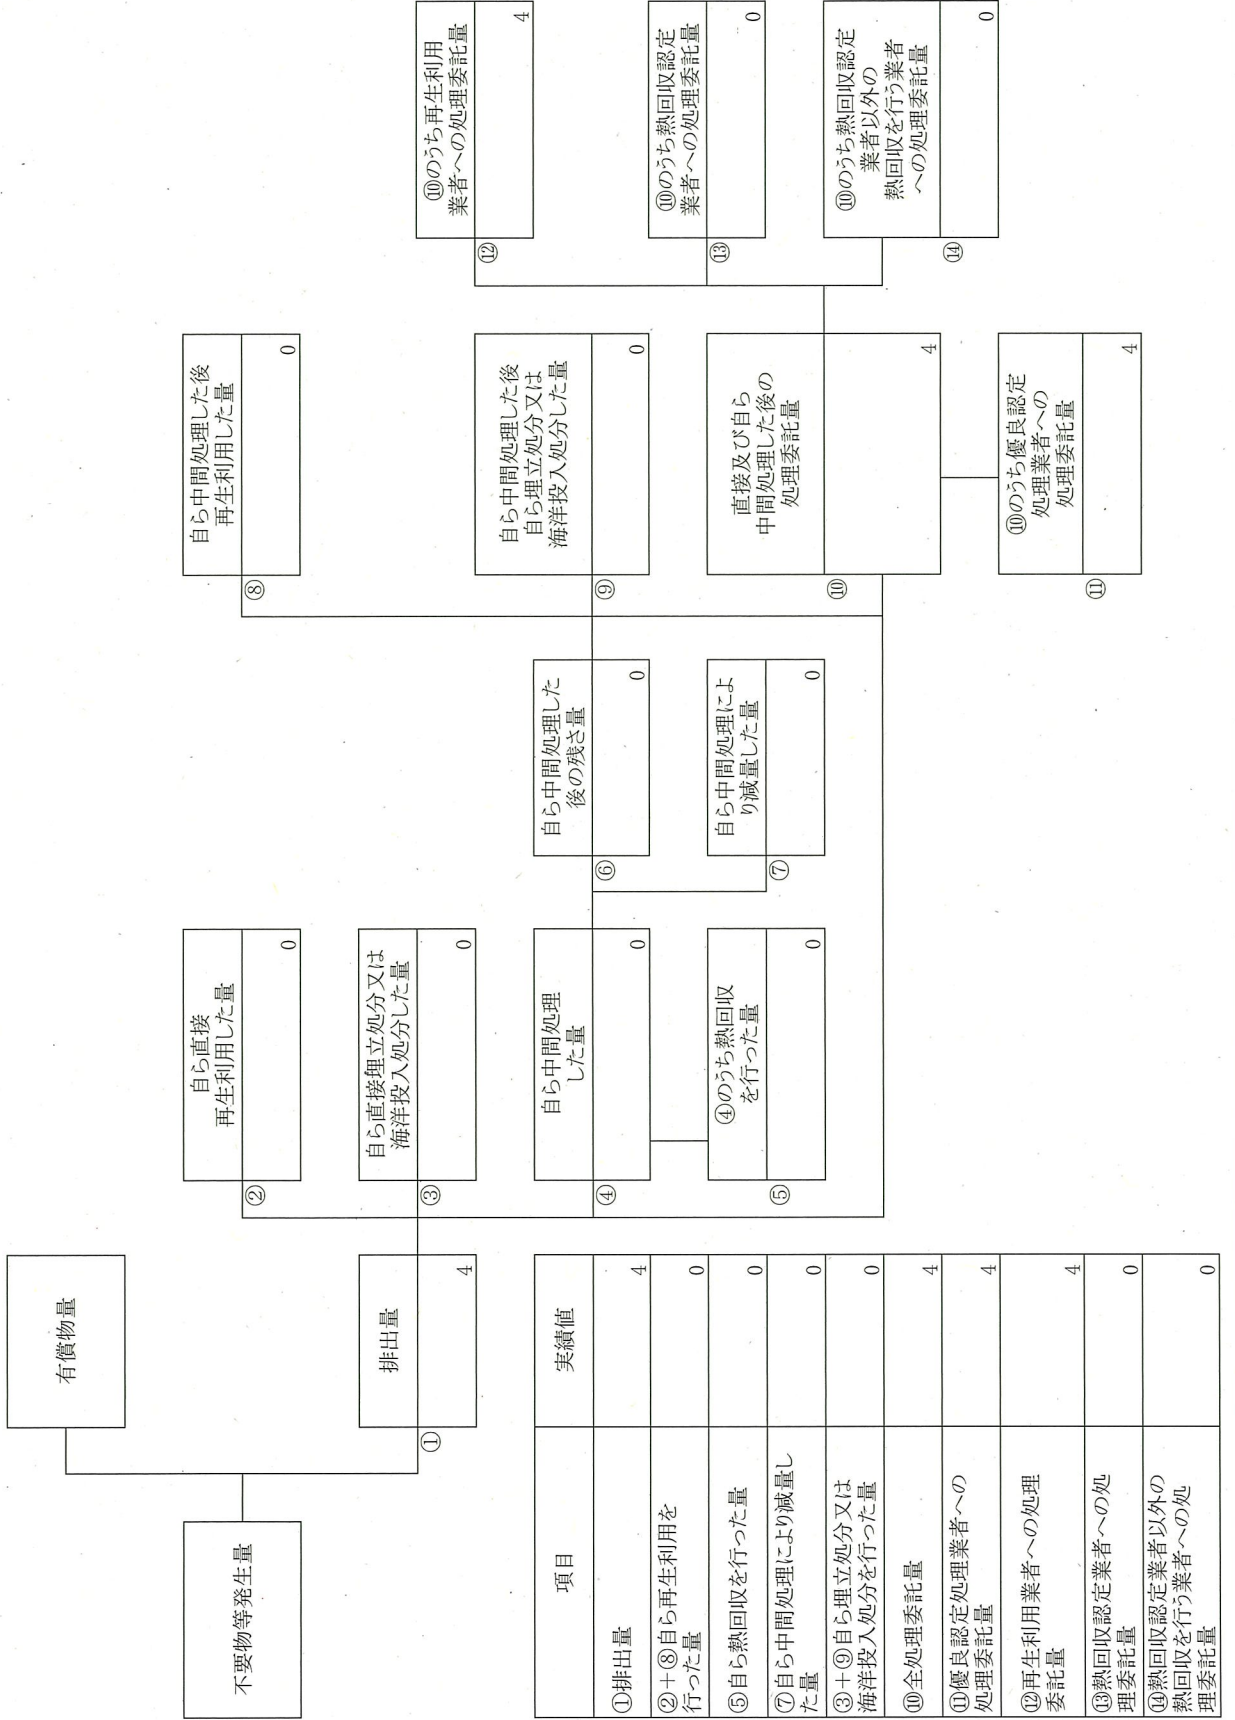 不要物等発生量
有償物量
①
排出量
4
②
自ら直接
再生利用した量
0
③
自ら直接埋立処分又は
海洋投入処分した量
0
④
自ら中間処理
した量
0
⑤
④のうち熱回収
を行った量
0
⑥
自ら中間処理した
後の残さ量
0
⑦
自ら中間処理によ
り減量した量
0
⑧
自ら中間処理した後
再生利用した量
0
⑨
自ら中間処理した後
自ら埋立処分又は
海洋投入処分した量
0
⑩
直接及び自ら
中間処理した後の
処理委託量
4
⑪
⑩のうち優良認定
処理業者への
処理委託量
4
⑫
⑩のうち再生利用
業者への処理委託量
4
⑬
⑩のうち熱回収認定
業者への処理委託量
0
⑭
⑩のうち熱回収認定
業者以外の
熱回収を行う業者
への処理委託量
0
項目
実績値
①排出量
4
②+⑧自ら再生利用を
行った量
0
⑤自ら熱回収を行った量
0
⑦自ら中間処理により減量し
た量
0
③+⑨自ら埋立処分又は
海洋投入処分を行った量
0
⑩全処理委託量
4
⑪優良認定処理業者への
処理委託量
4
⑫再生利用業者への処理
委託量
4
⑬熱回収認定業者への処
理委託量
0
⑭熱回収認定業者以外の
熱回収を行う業者への処
理委託量
0